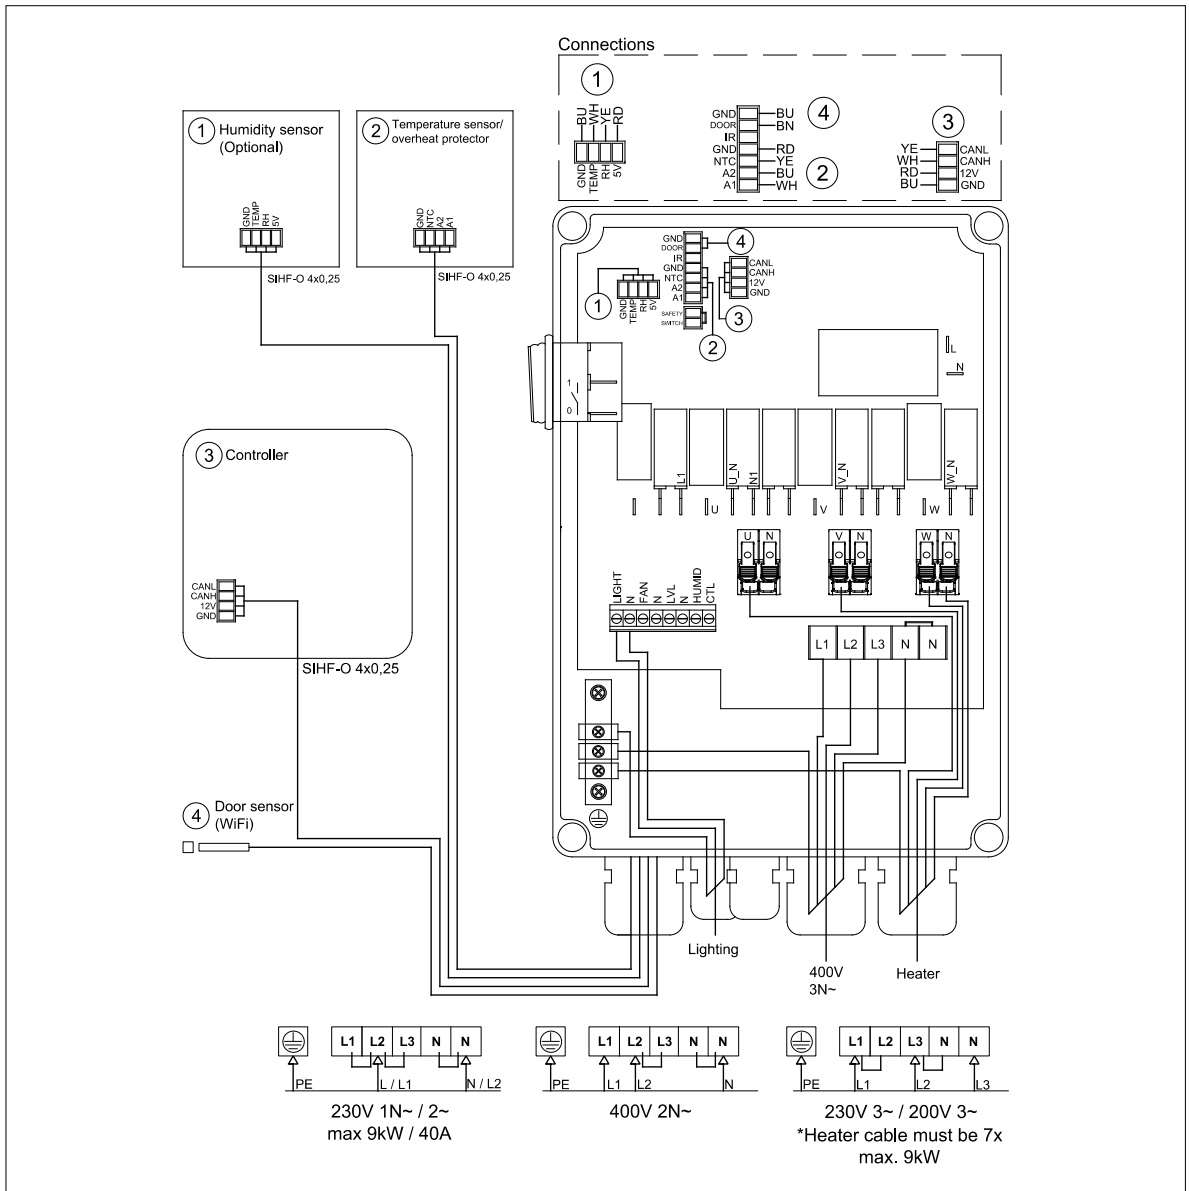 Connections
1
BU
WH
YE
RD
GND
TEMP
RH
5V
GND BU
DOOR BN
IR
GND RD
NTC YE
A2 BU
A1 WH
4
2
3
YE CANL
WH CANH
RD 12V
BU GND
1 Humidity sensor
(Optional)
GND
TEMP
RH
5V
SIHF-O 4x0,25
2 Temperature sensor/
overheat protector
GND
NTC
A2
A1
SIHF-O 4x0,25
GND
DOOR
IR
GND
NTC
A2
A1
SAFETY
SWITCH
4
CANL
CANH
12V
GND
1
GND
TEMP
RH
5V
3
2
L
N
1
0
L1
U_N
N1
V_N
W_N
U
V
W
U N
V N
W N
3 Controller
CANL
CANH
12V
GND
SIHF-O 4x0,25
LIGHT
N
FAN
N
LVL
N
HUMID
CTL
L1 L2 L3 N N
4 Door sensor
(WiFi)
Lighting
400V
3N~
Heater
L1 L2 L3 N N
PE L / L1 N / L2
230V 1N~ / 2~
max 9kW / 40A
L1 L2 L3 N N
PE L1 L2 N
400V 2N~
L1 L2 L3 N N
PE L1 L2 L3
230V 3~ / 200V 3~
*Heater cable must be 7x
max. 9kW